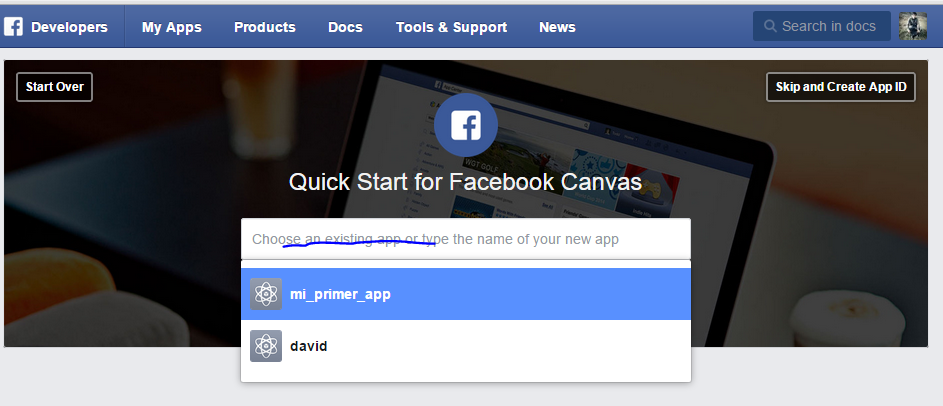 Developers My Apps Products Docs Tools & Support News Search in docs
Start Over Skip and Create App ID
Quick Start for Facebook Canvas
Choose an existing app or type the name of your new app
mi_primer_app
david